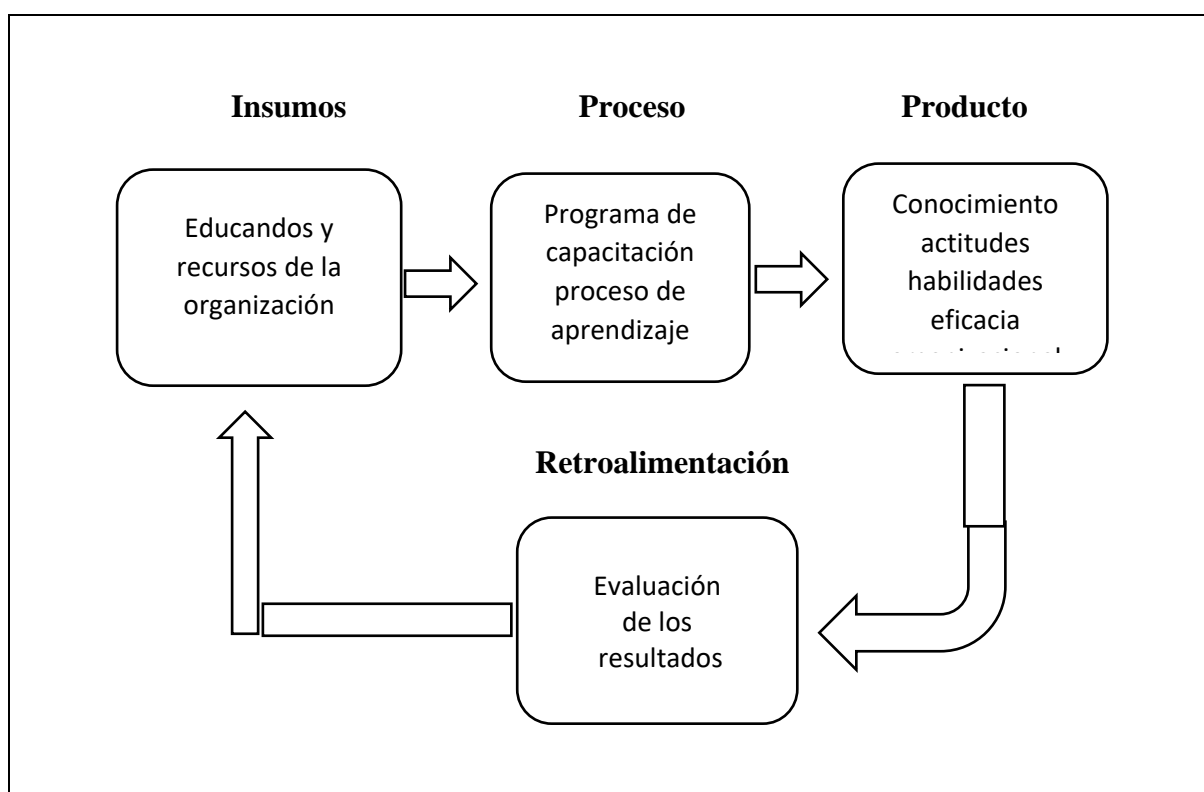 Insumos
Proceso
Producto
Educandos y
recursos de la
organización
Programa de
capacitación
proceso de
aprendizaje
Conocimiento
actitudes
habilidades
eficacia
Retroalimentación
Evaluación
de los
resultados